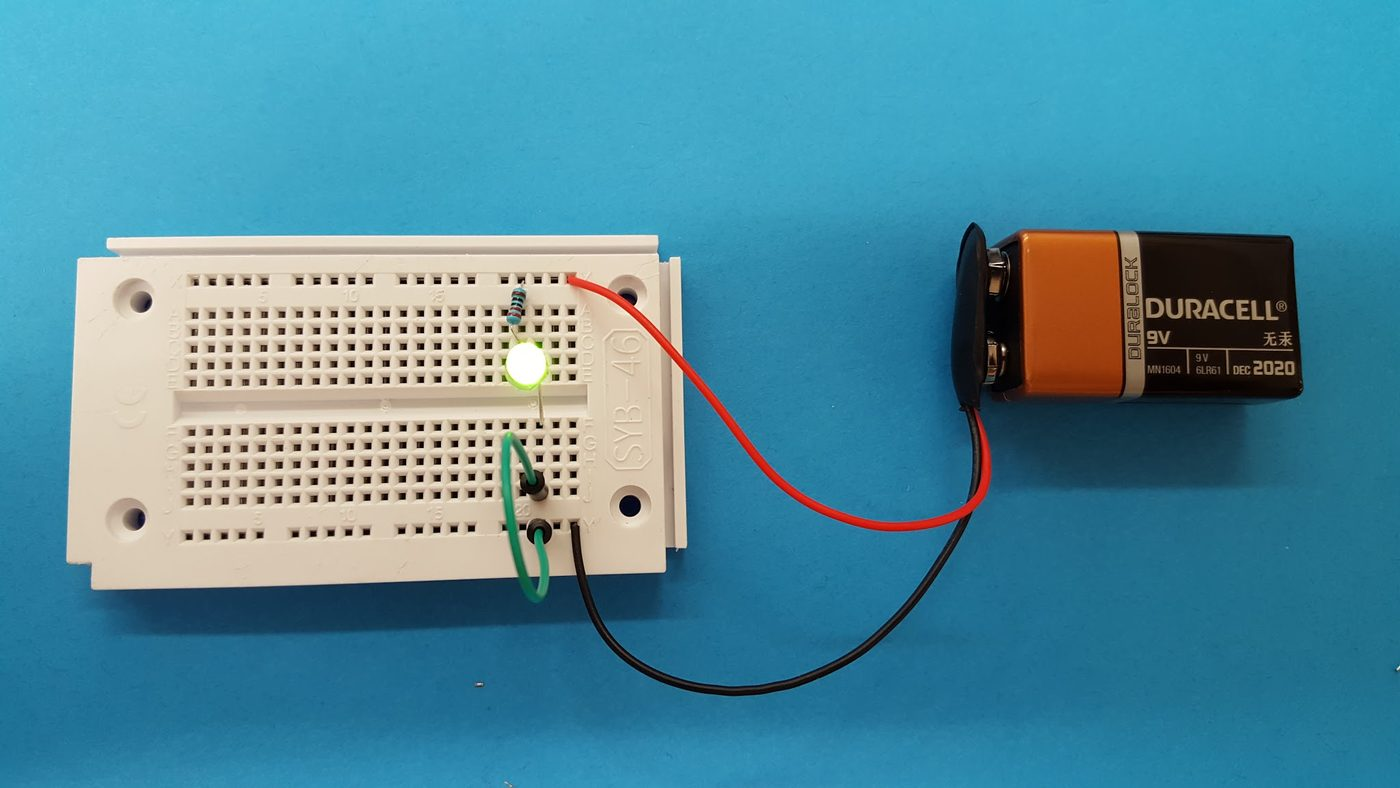 X 5 10 15 X
A B C D E
A B C D E
SYB-46
F G H I J
F G H I J
5 10 15 20
Y Y
CE
DURALOCK
DURACELL®
9V 无汞
MN1604
9V
6LR61
DEC 2020